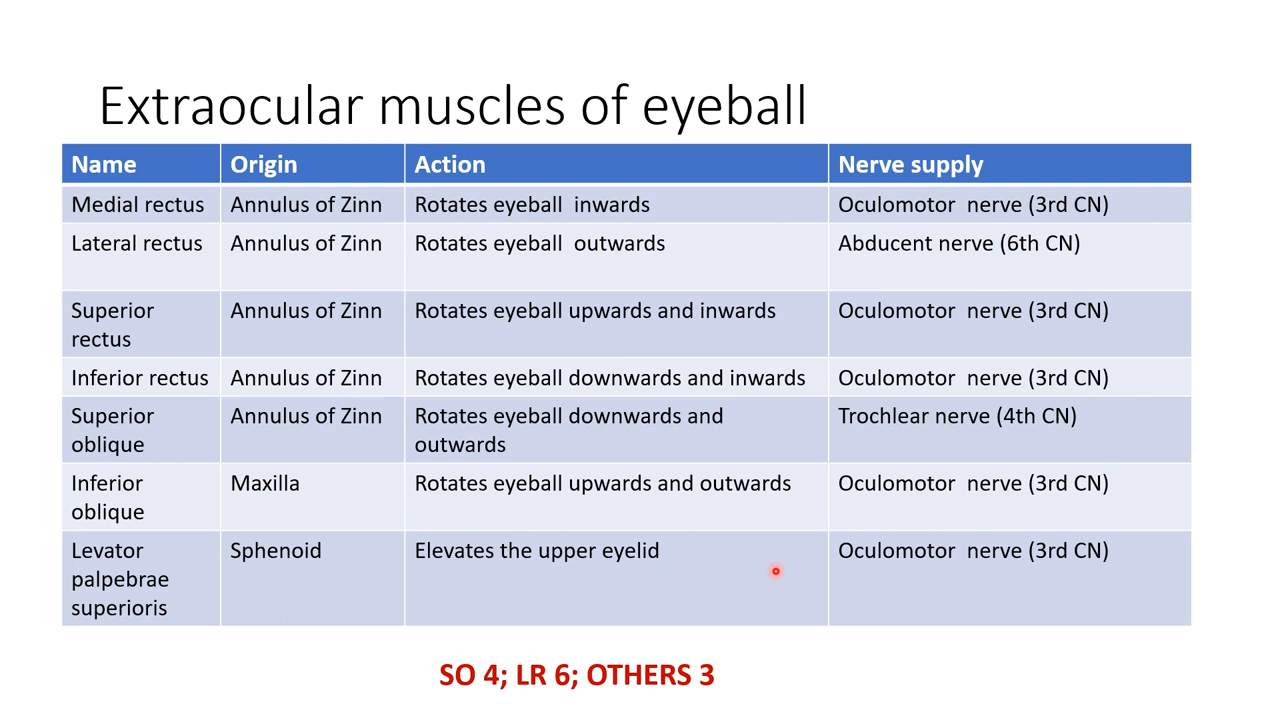 Extraocular muscles of eyeball
Name Origin Action Nerve supply
Medial rectus Annulus of Zinn Rotates eyeball inwards Oculomotor nerve (3rd CN)
Lateral rectus Annulus of Zinn Rotates eyeball outwards Abducent nerve (6th CN)
Superior Annulus of Zinn Rotates eyeball upwards and inwards Oculomotor nerve (3rd CN)
rectus
Inferior rectus Annulus of Zinn Rotates eyeball downwards and inwards Oculomotor nerve (3rd CN)
Superior Annulus of Zinn Rotates eyeball downwards and Trochlear nerve (4th CN)
oblique outwards
Inferior Maxilla Rotates eyeball upwards and outwards Oculomotor nerve (3rd CN)
oblique
Levator Sphenoid Elevates the upper eyelid Oculomotor nerve (3rd CN)
palpebrae
superioris
SO 4; LR 6; OTHERS 3